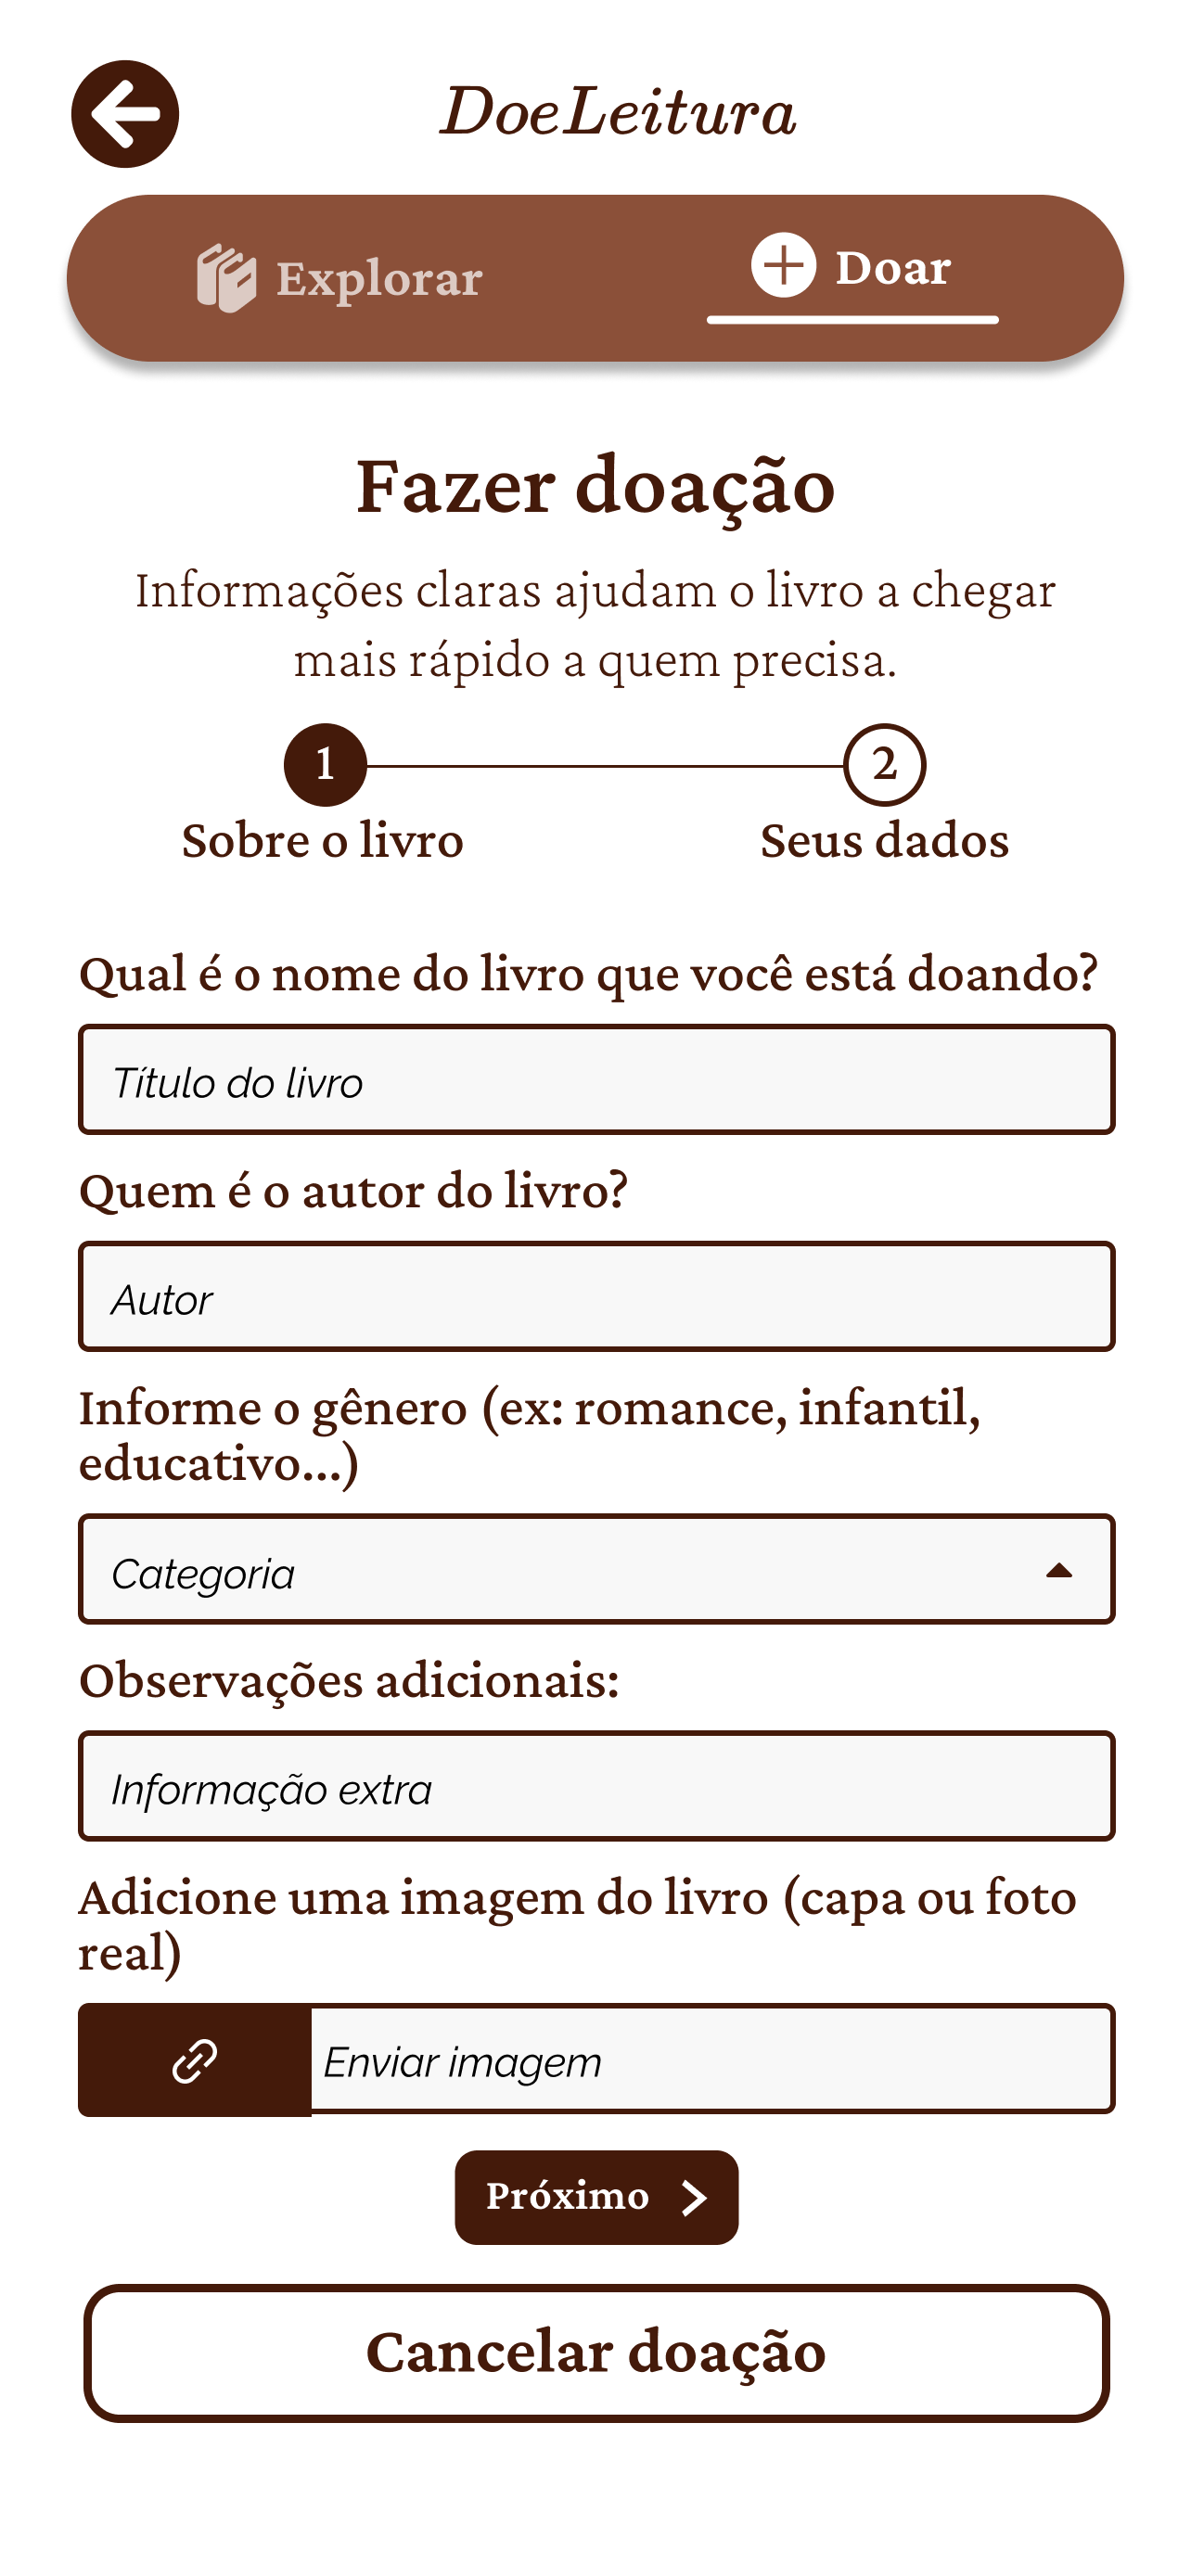 DoeLeitura
Explorar
Doar
Fazer doação
Informações claras ajudam o livro a chegar
mais rápido a quem precisa.
1
2
Sobre o livro
Seus dados
Qual é o nome do livro que você está doando?
Título do livro
Quem é o autor do livro?
Autor
Informe o gênero (ex: romance, infantil,
educativo...)
Categoria
Observações adicionais:
Informação extra
Adicione uma imagem do livro (capa ou foto
real)
Enviar imagem
Próximo
Cancelar doação